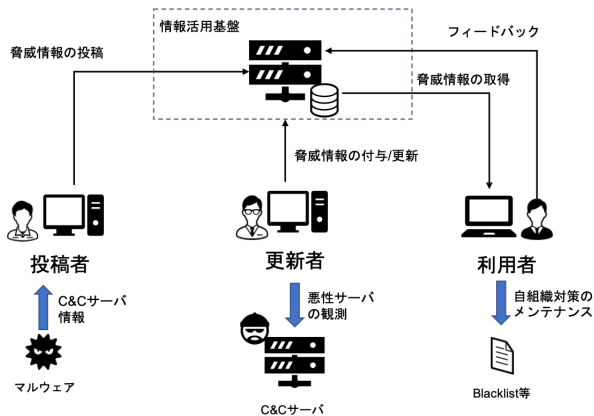 情報活用基盤
フィードバック
脅威情報の投稿
脅威情報の取得
脅威情報の付与/更新
投稿者
更新者
利用者
C&Cサーバ
情報
悪性サーバ
の観測
自組織対策の
メンテナンス
マルウェア
Blacklist等
C&Cサーバ